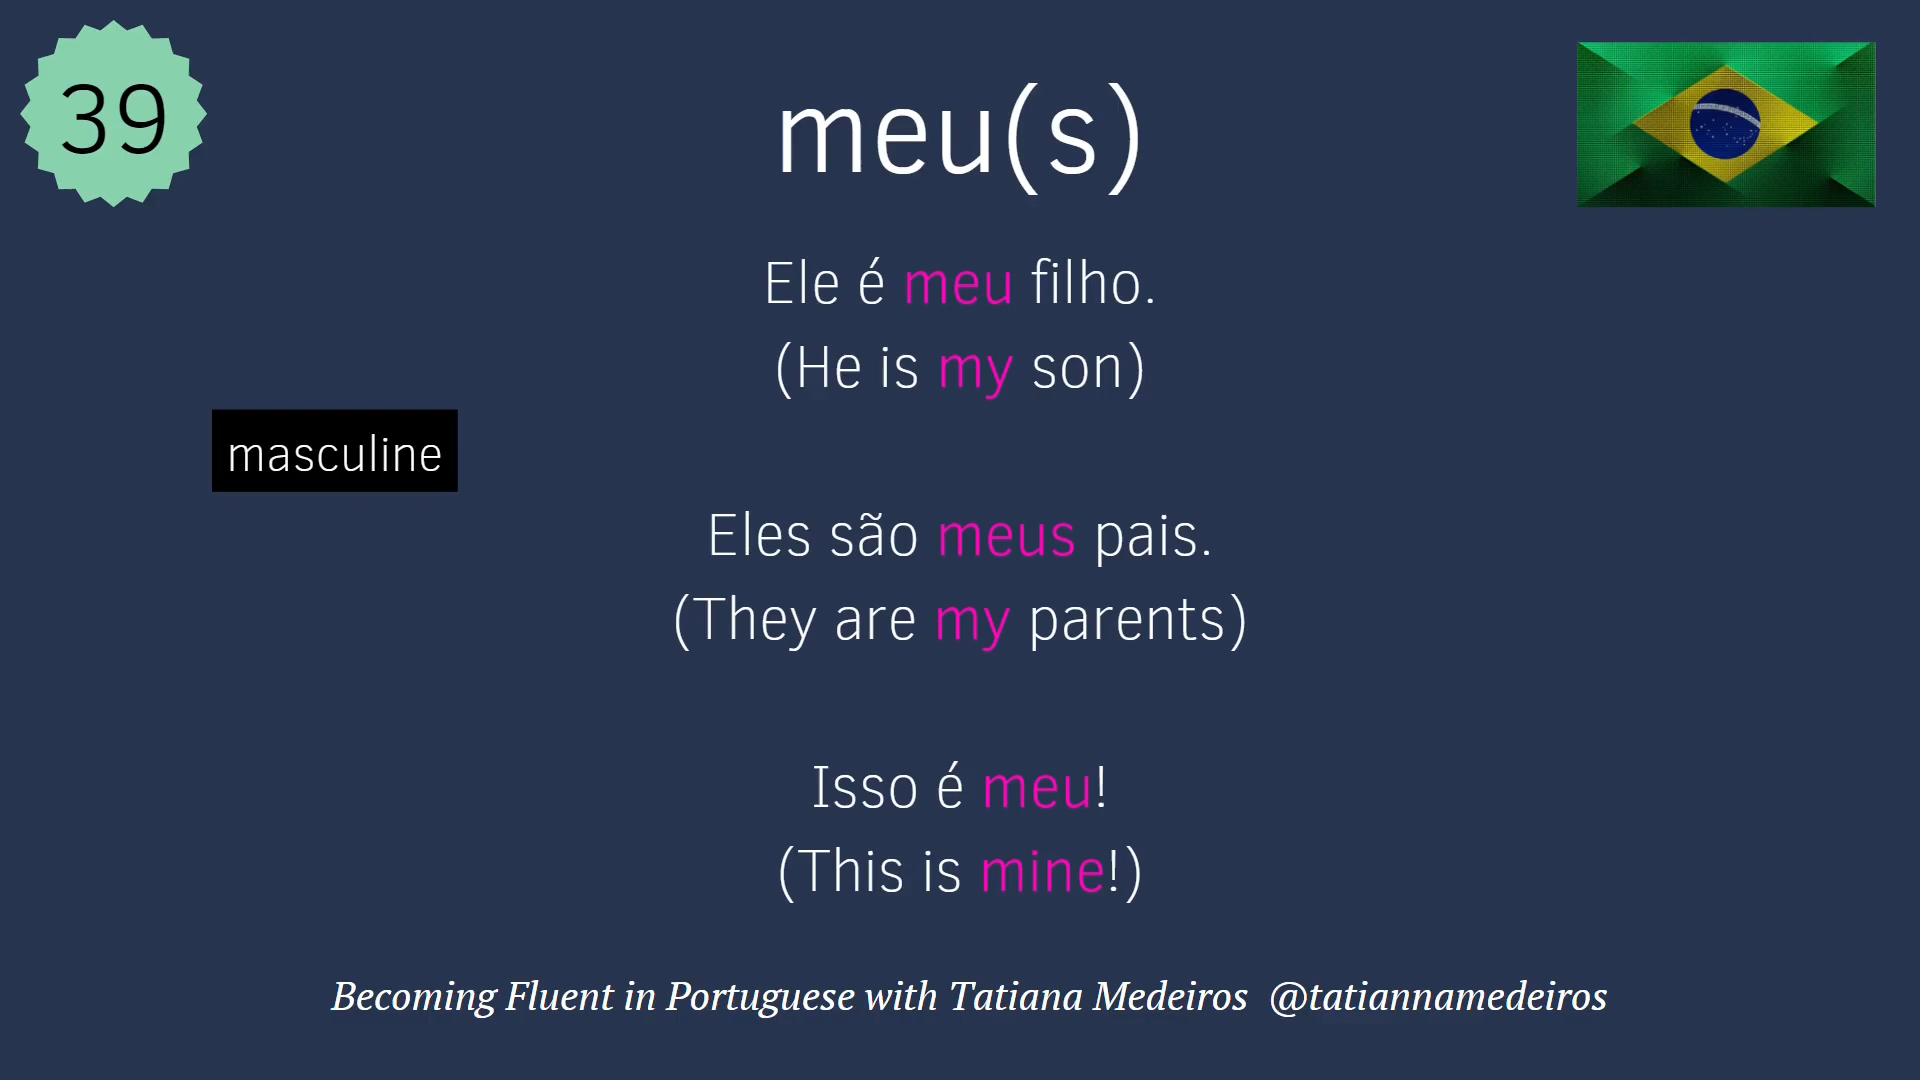 39
meu(s)
Ele é meu filho.
(He is my son)
masculine
Eles são meus pais.
(They are my parents)
Isso é meu!
(This is mine!)
Becoming Fluent in Portuguese with Tatiana Medeiros @tatiannamedeiros